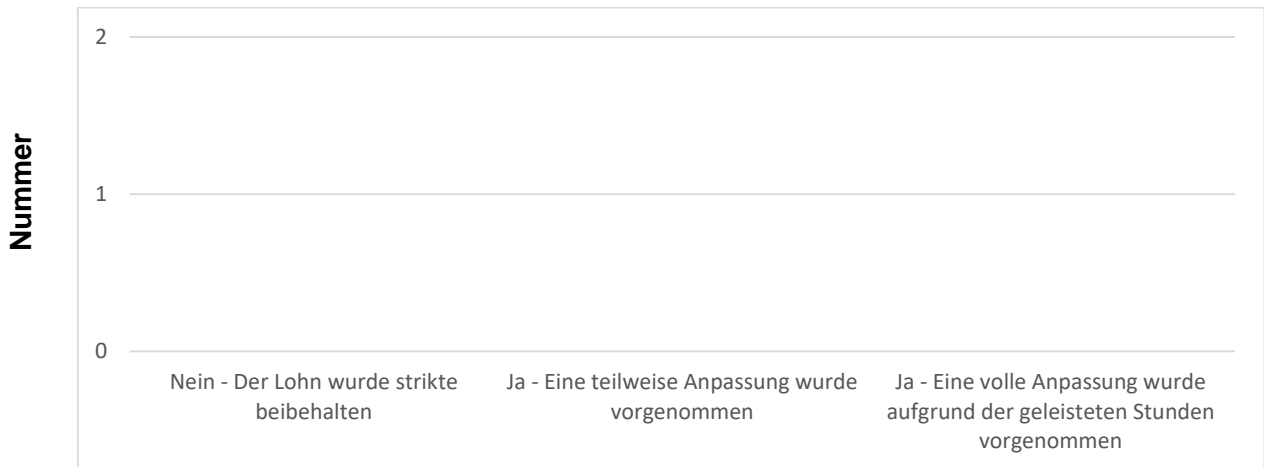 2
Nummer
1
0
Nein - Der Lohn wurde strikte
beibehalten
Ja - Eine teilweise Anpassung wurde
vorgenommen
Ja - Eine volle Anpassung wurde
aufgrund der geleisteten Stunden
vorgenommen